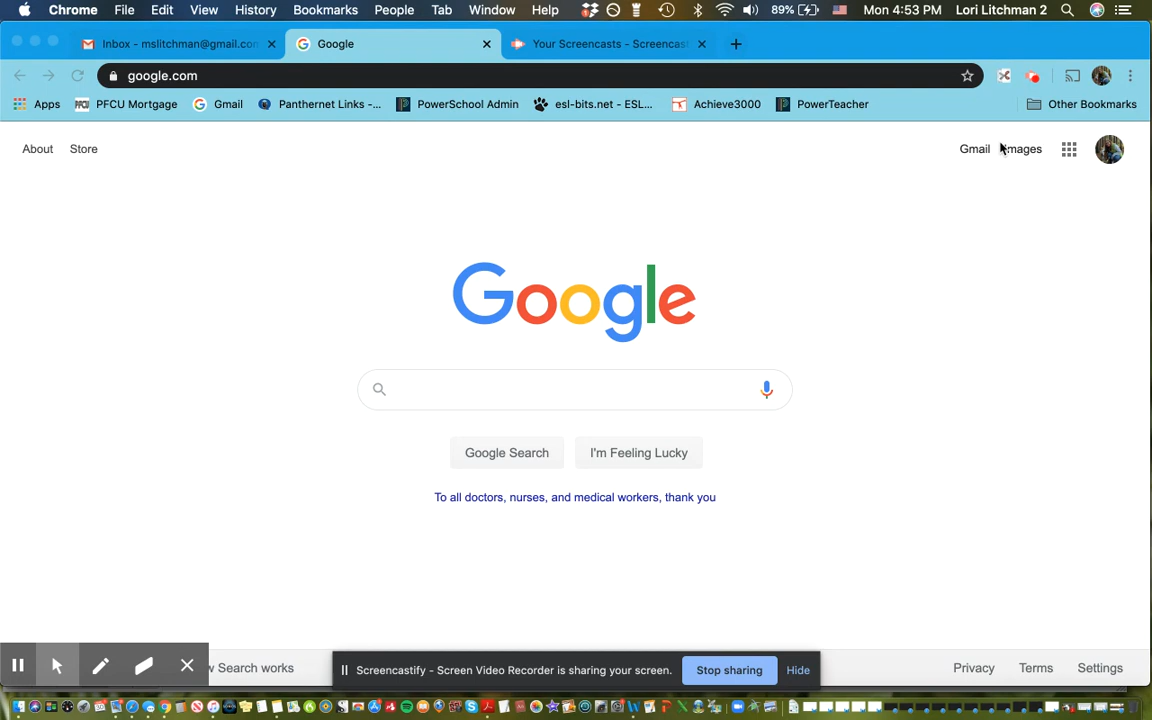 Chrome File Edit View History Bookmarks People Tab Window Help 89% Mon 4:53 PM Lori Litchman 2
Inbox - mslitchman@gmail.con Google Your Screencasts - Screencast
google.com
Apps PFCU Mortgage Gmail Panthernet Links -... PowerSchool Admin esl-bits.net - ESL... Achieve3000 PowerTeacher Other Bookmarks
About Store Gmail Images
Google
Google Search I'm Feeling Lucky
To all doctors, nurses, and medical workers, thank you
w Search works Privacy Terms Settings
Screencastify - Screen Video Recorder is sharing your screen. Stop sharing Hide